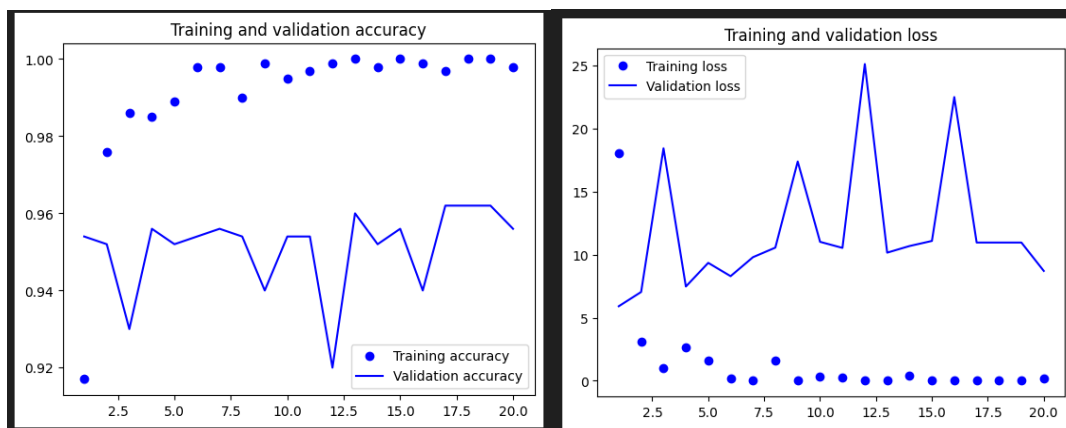 Training and validation accuracy
1.00
0.98
0.96
0.94
0.92
Training accuracy
Validation accuracy
2.5 5.0 7.5 10.0 12.5 15.0 17.5 20.0
Training and validation loss
Training loss
Validation loss
25
20
15
10
5
0
2.5 5.0 7.5 10.0 12.5 15.0 17.5 20.0